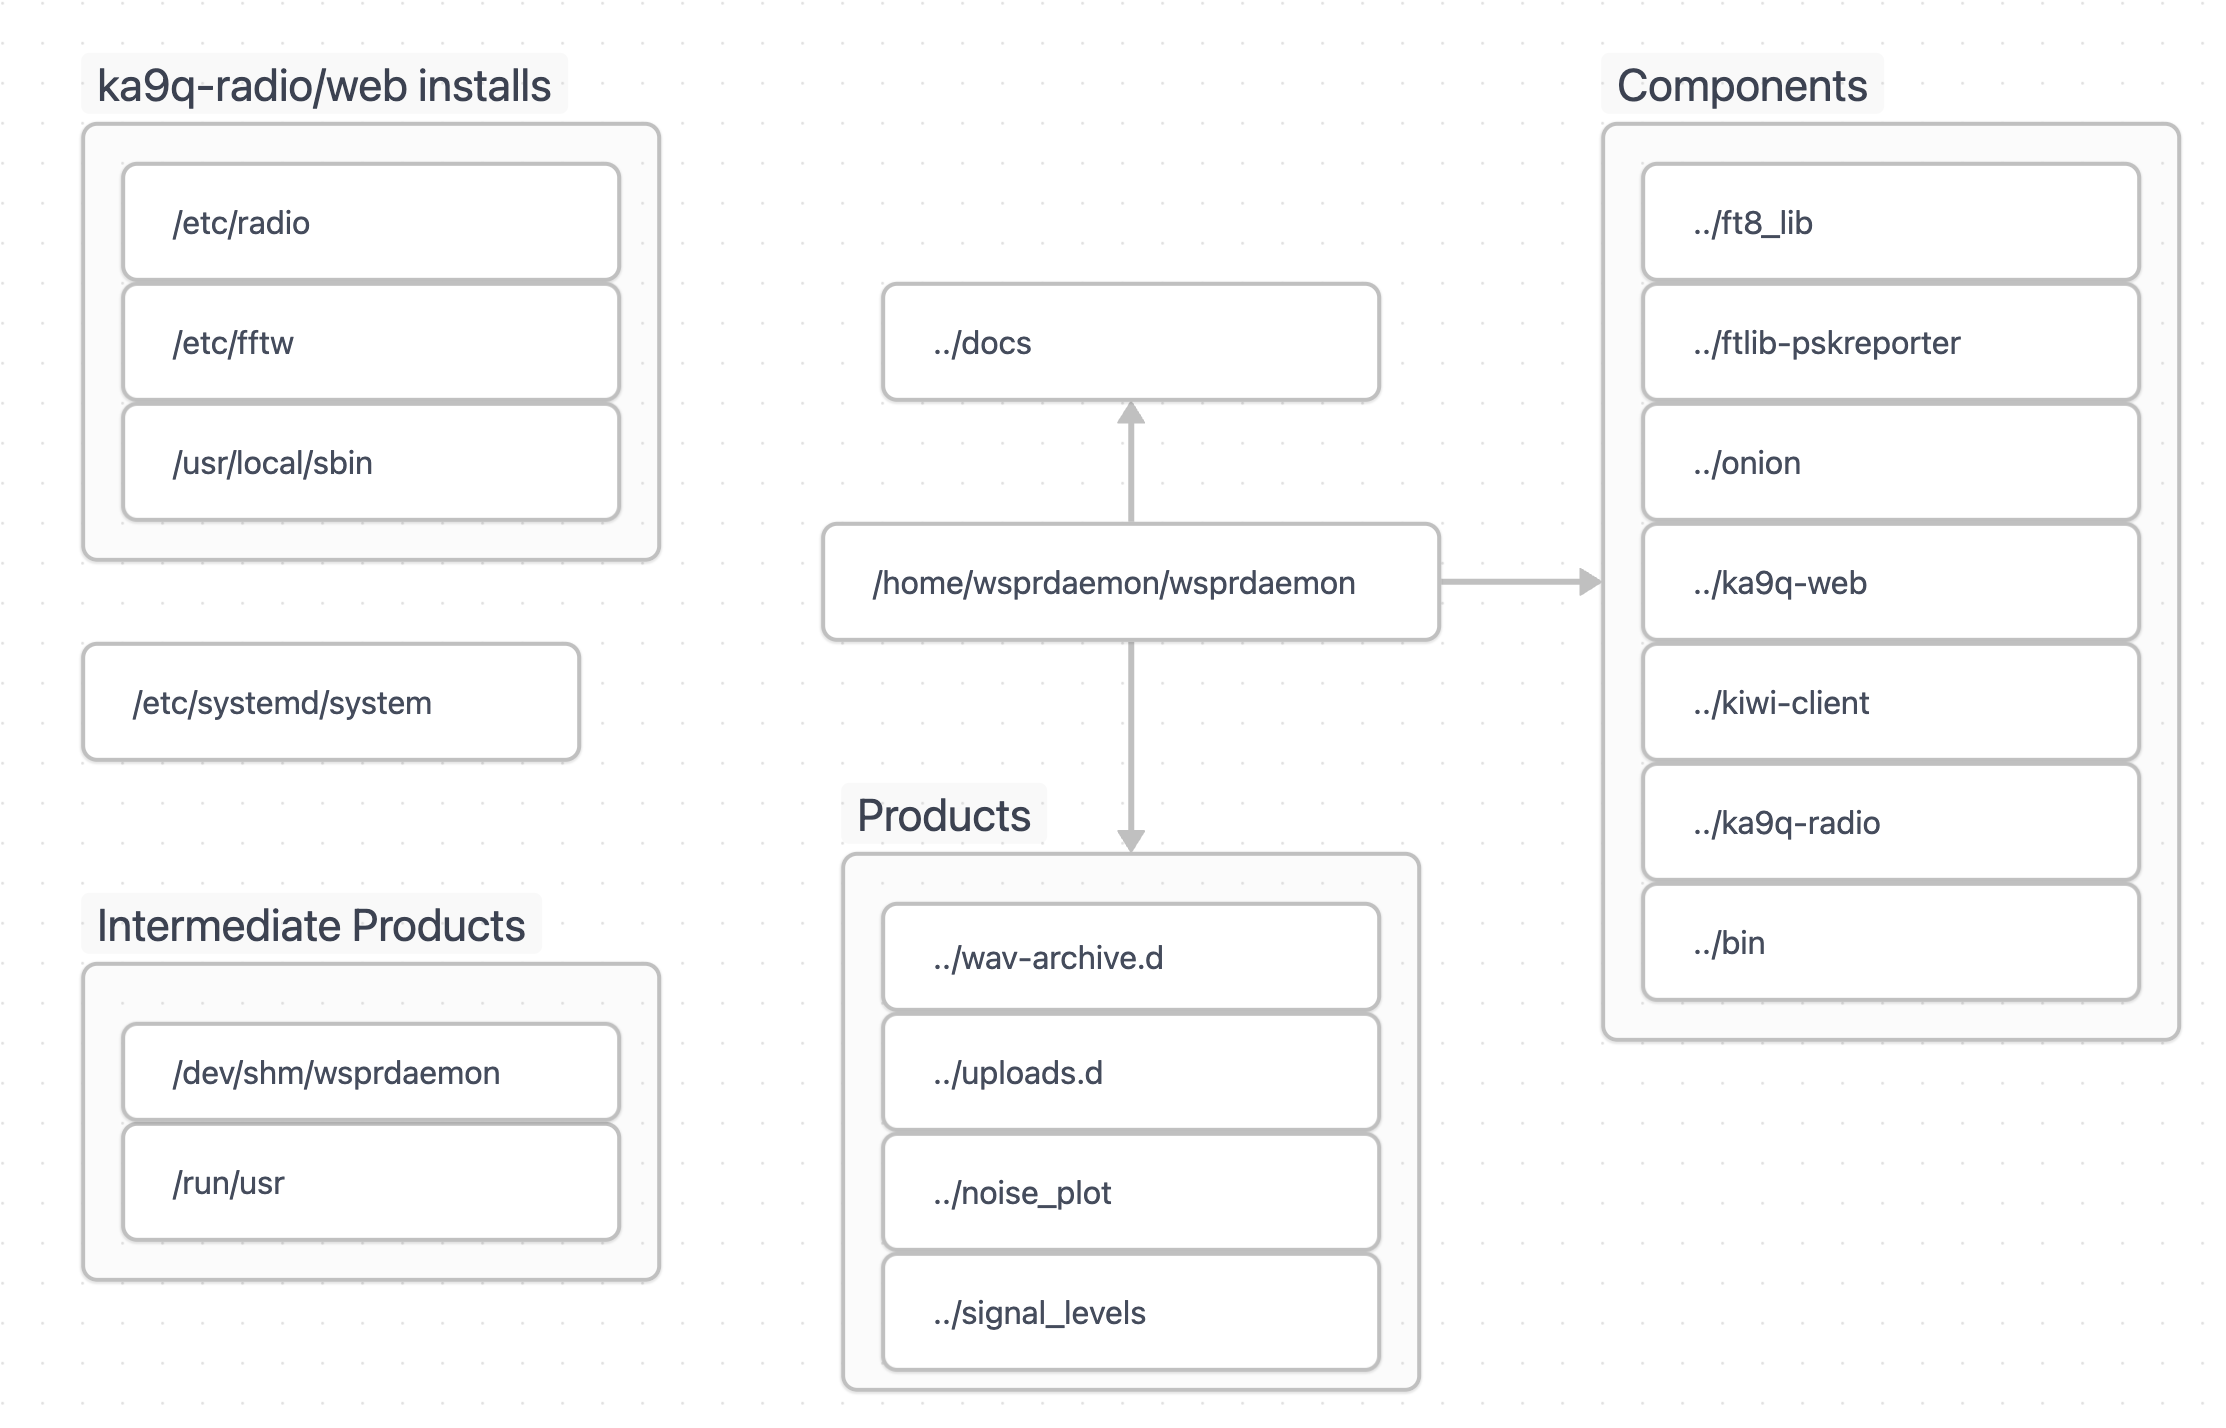 ka9q-radio/web installs
/etc/radio
/etc/fftw
/usr/local/sbin
/etc/systemd/system
Intermediate Products
/dev/shm/wsprdaemon
/run/usr
../docs
/home/wsprdaemon/wsprdaemon
Products
../wav-archive.d
../uploads.d
../noise_plot
../signal_levels
Components
../ft8_lib
../ftlib-pskreporter
../onion
../ka9q-web
../kiwi-client
../ka9q-radio
../bin